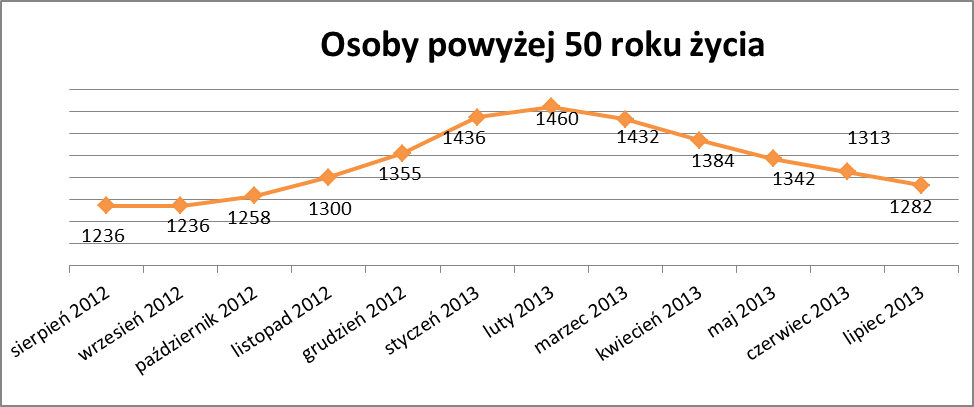 Osoby powyżej 50 roku życia
1236
1236
1258
1300
1355
1436
1460
1432
1384
1342
1313
1282
sierpień 2012
wrzesień 2012
październik 2012
listopad 2012
grudzień 2012
styczeń 2013
luty 2013
marzec 2013
kwiecień 2013
maj 2013
czerwiec 2013
lipiec 2013